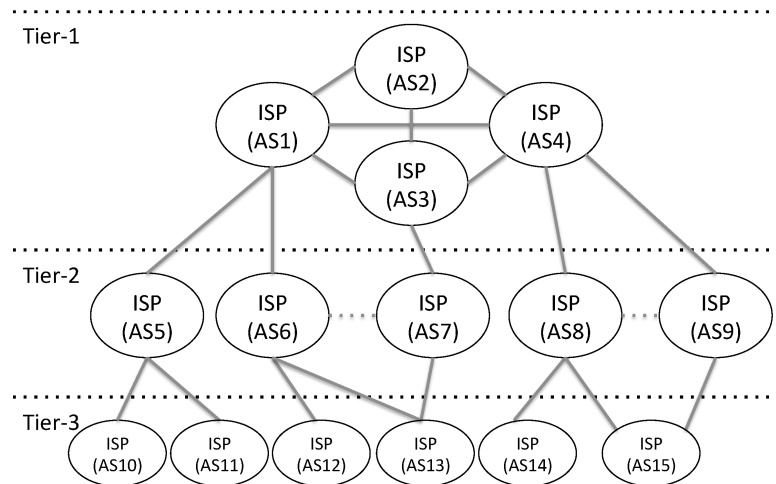 Tier-1
ISP
(AS2)
ISP
(AS1)
ISP
(AS4)
ISP
(AS3)
Tier-2
ISP
(AS5)
ISP
(AS6)
ISP
(AS7)
ISP
(AS8)
ISP
(AS9)
Tier-3
ISP
(AS10)
ISP
(AS11)
ISP
(AS12)
ISP
(AS13)
ISP
(AS14)
ISP
(AS15)